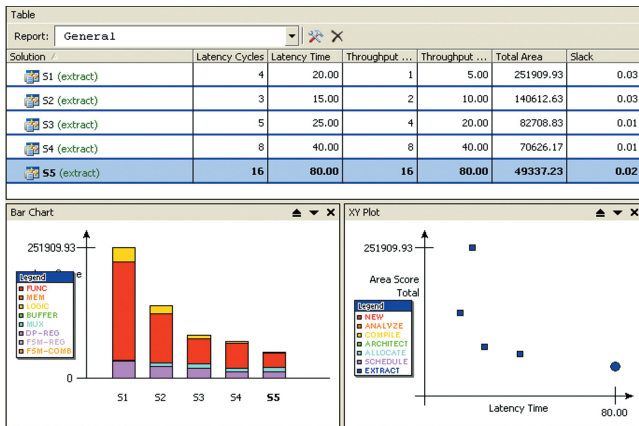 Table
Report: General
Solution Latency Cycles Latency Time Throughput ... Throughput ... Total Area Slack
S1 (extract) 4 20.00 1 5.00 251909.93 0.03
S2 (extract) 3 15.00 2 10.00 140612.63 0.03
S3 (extract) 5 25.00 4 20.00 82708.83 0.01
S4 (extract) 8 40.00 8 40.00 70626.17 0.01
S5 (extract) 16 80.00 16 80.00 49337.23 0.02
Bar Chart
251909.93
Legend
FUNC
MEM
LOGIC
BUFFER
MUX
DP-REG
FSM-REG
FSM-COMB
0
S1 S2 S3 S4 S5
XY Plot
251909.93
Area Score
Total
Legend
NEW
ANALYZE
COMPILE
ARCHITECT
ALLOCATE
SCHEDULE
EXTRACT
Latency Time
80.00